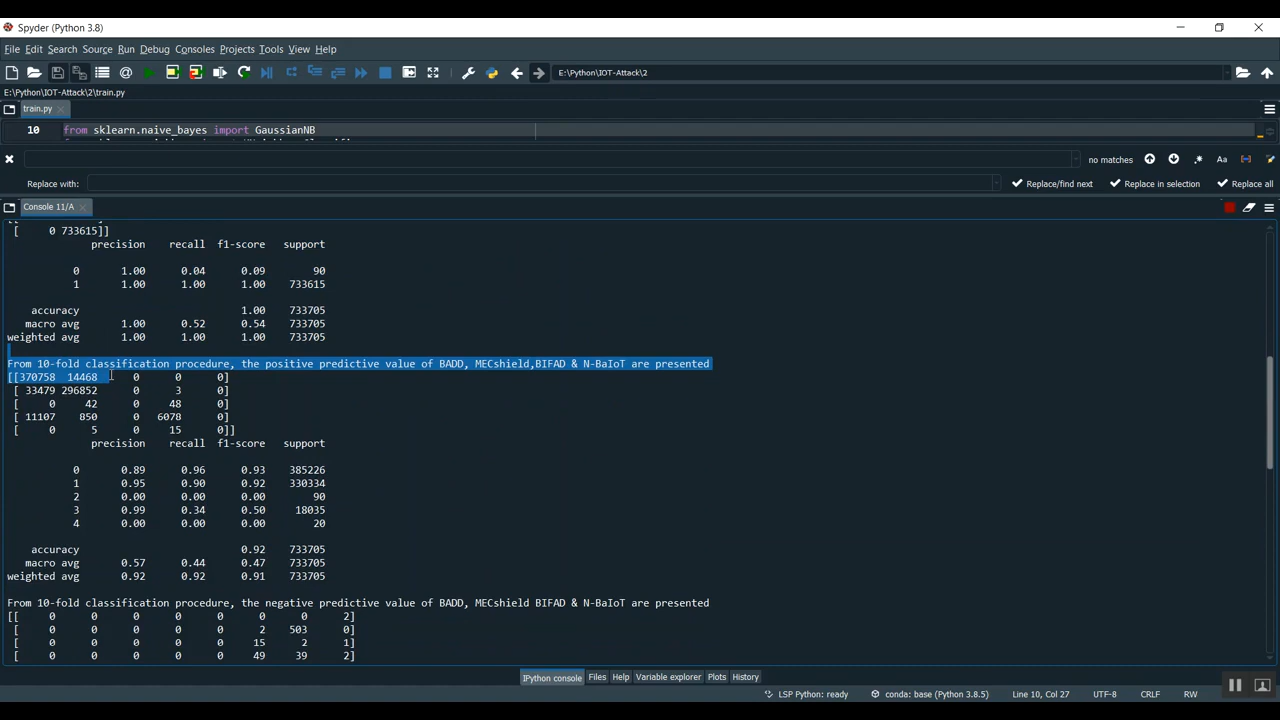 Spyder (Python 3.8)
File Edit Search Source Run Debug Consoles Projects Tools View Help
E:\Python\IOT-Attack\2
E:\Python\IOT-Attack\2\train.py
train.py
10 from sklearn.naive_bayes import GaussianNB
no matches
Aa
Replace with:
Replace/find next
Replace in selection
Replace all
Console 11/A
[ 0 733615]]
precision recall f1-score support
0 1.00 0.04 0.09 90
1 1.00 1.00 1.00 733615
accuracy 1.00 733705
macro avg 1.00 0.52 0.54 733705
weighted avg 1.00 1.00 1.00 733705
From 10-fold classification procedure, the positive predictive value of BADD, MECshield,BIFAD & N-BaIoT are presented
[[370758 14468 0 0 0]
[ 33479 296852 0 3 0]
[ 0 42 0 48 0]
[ 11107 850 0 6078 0]
[ 0 5 0 15 0]]
precision recall f1-score support
0 0.89 0.96 0.93 385226
1 0.95 0.90 0.92 330334
2 0.00 0.00 0.00 90
3 0.99 0.34 0.50 18035
4 0.00 0.00 0.00 20
accuracy 0.92 733705
macro avg 0.57 0.44 0.47 733705
weighted avg 0.92 0.92 0.91 733705
From 10-fold classification procedure, the negative predictive value of BADD, MECshield BIFAD & N-BaIoT are presented
[[ 0 0 0 0 0 0 2]
[ 0 0 0 0 2 503 0]
[ 0 0 0 0 15 2 1]
[ 0 0 0 0 49 39 2]
IPython console Files Help Variable explorer Plots History
LSP Python: ready conda: base (Python 3.8.5) Line 10, Col 27 UTF-8 CRLF RW